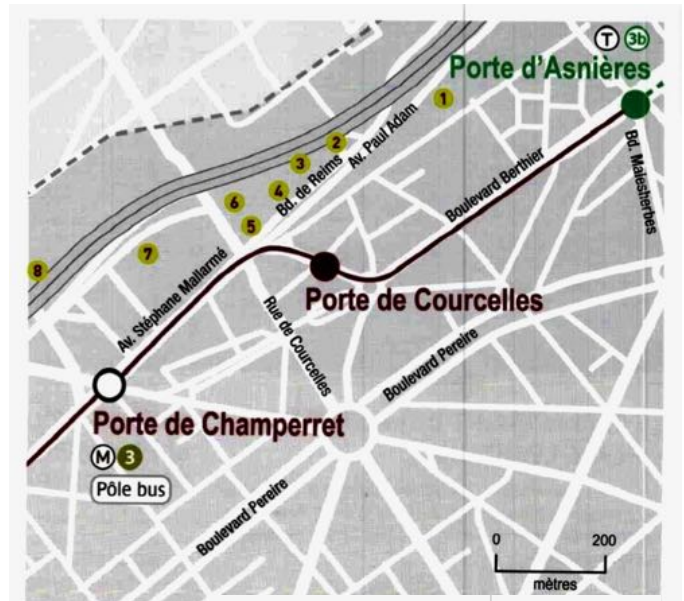 T 3b
Porte d'Asnières
1
2
Av. Paul Adam
3
Bd. de Reims
4
6
5
Boulevard Berthier
Bd. Malesherbes
7
8
Av. Stéphane Mallarmé
Porte de Courcelles
Rue de Courcelles
Boulevard Pereire
Porte de Champerret
M 3
Pôle bus
Boulevard Pereire
0 200
mètres